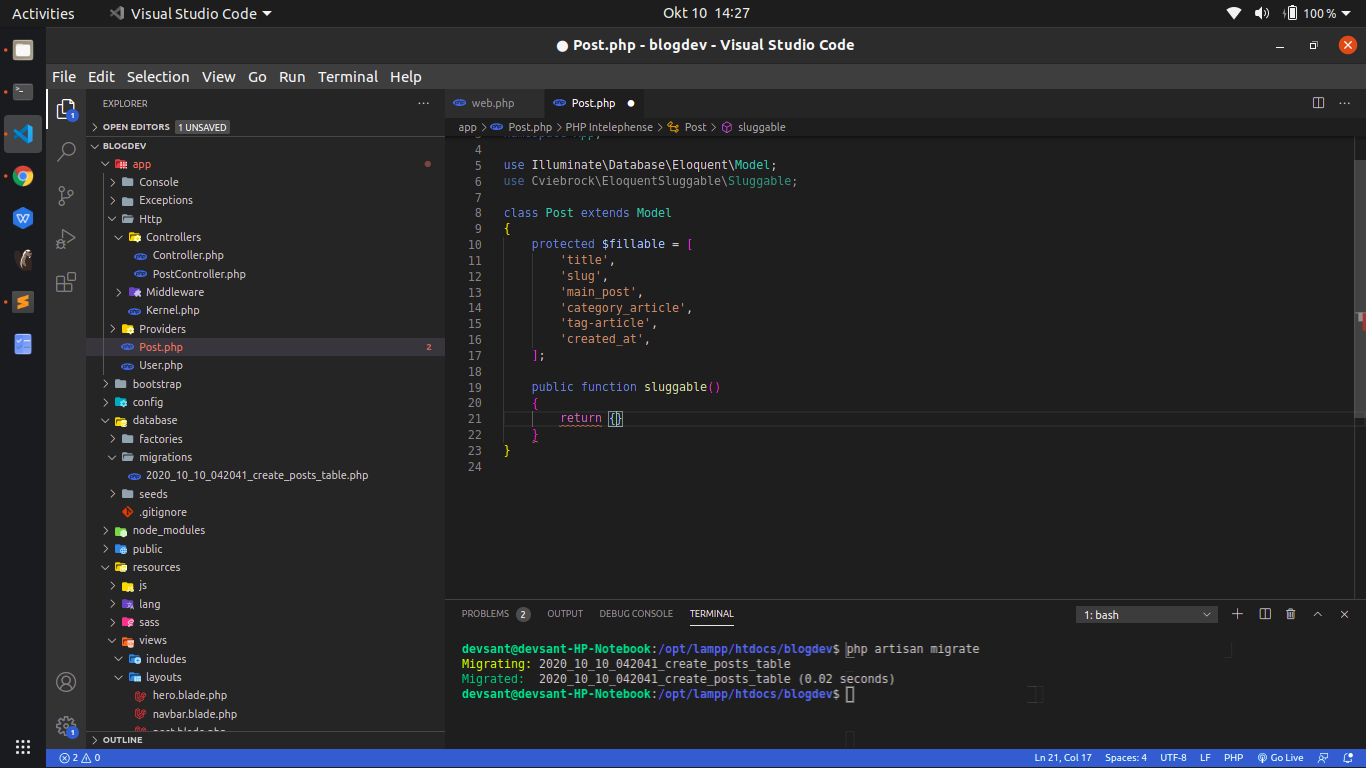 Activities
Visual Studio Code
Okt 10 14:27
100 %
Post.php - blogdev - Visual Studio Code
File Edit Selection View Go Run Terminal Help
EXPLORER
OPEN EDITORS 1 UNSAVED
BLOGDEV
app
Console
Exceptions
Http
Controllers
Controller.php
PostController.php
Middleware
Kernel.php
Providers
Post.php 2
User.php
bootstrap
config
database
factories
migrations
2020_10_10_042041_create_posts_table.php
seeds
.gitignore
node_modules
public
resources
js
lang
sass
views
includes
layouts
hero.blade.php
navbar.blade.php
OUTLINE
1
1
web.php
Post.php
app > Post.php > PHP Intelephense > Post > sluggable
4
5 use Illuminate\Database\Eloquent\Model;
6 use Cviebrock\EloquentSluggable\Sluggable;
7
8 class Post extends Model
9 {
10 protected $fillable = [
11 'title',
12 'slug',
13 'main_post',
14 'category_article',
15 'tag-article',
16 'created_at',
17 ];
18
19 public function sluggable()
20 {
21 return {}
22 }
23 }
24
PROBLEMS 2 OUTPUT DEBUG CONSOLE TERMINAL
1: bash
devsant@devsant-HP-Notebook:/opt/lampp/htdocs/blogdev$ php artisan migrate
Migrating: 2020_10_10_042041_create_posts_table
Migrated: 2020_10_10_042041_create_posts_table (0.02 seconds)
devsant@devsant-HP-Notebook:/opt/lampp/htdocs/blogdev$
2 0
Ln 21, Col 17 Spaces: 4 UTF-8 LF PHP Go Live